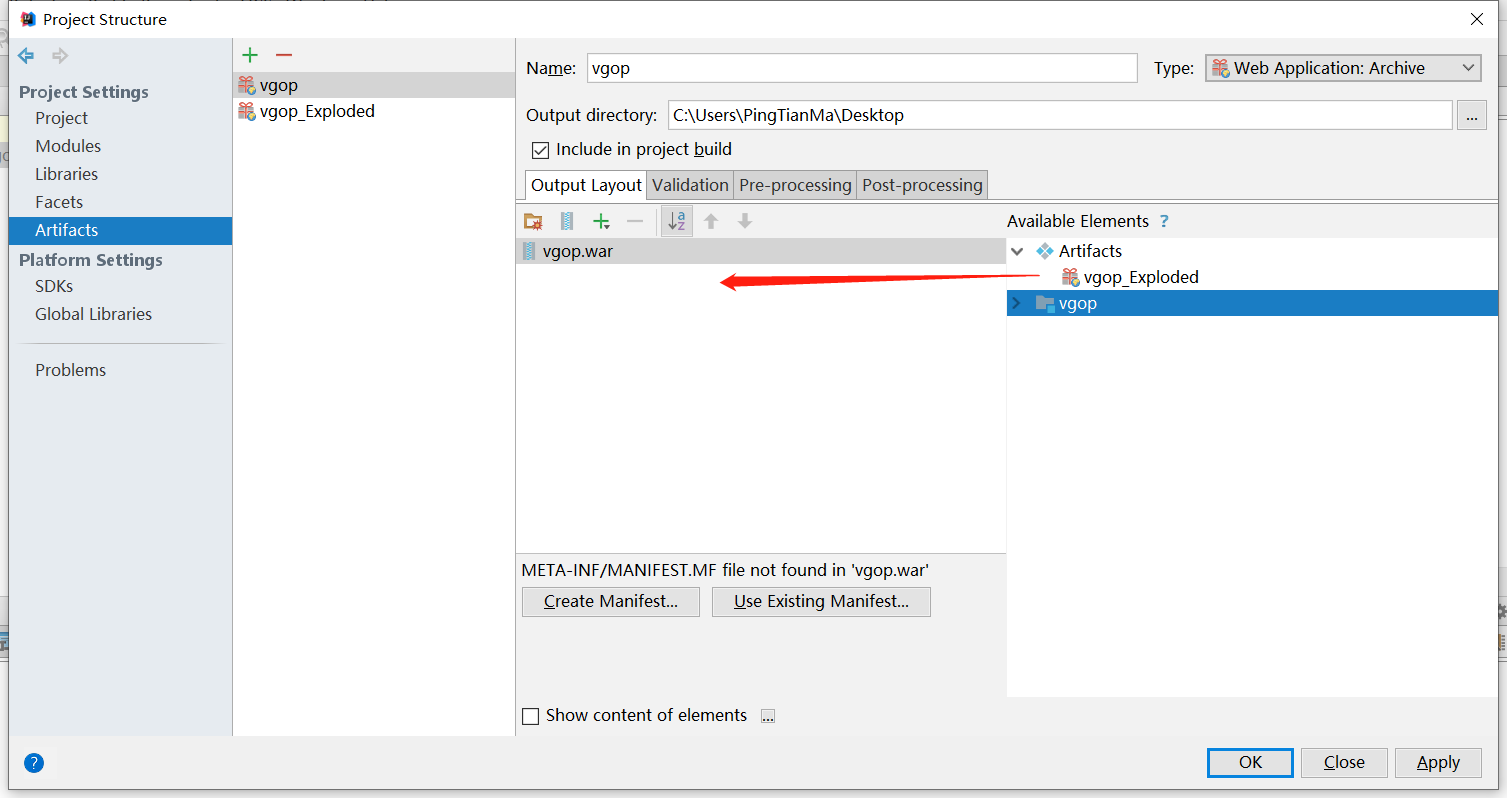 Project Structure
Project Settings
Project
Modules
Libraries
Facets
Artifacts
Platform Settings
SDKs
Global Libraries
Problems
vgop
vgop_Exploded
Name: vgop Type: Web Application: Archive
Output directory: C:\Users\PingTianMa\Desktop ...
Include in project build
Output Layout Validation Pre-processing Post-processing
Available Elements ?
vgop.war
Artifacts
vgop_Exploded
vgop
META-INF/MANIFEST.MF file not found in 'vgop.war'
Create Manifest... Use Existing Manifest...
Show content of elements ...
? OK Close Apply